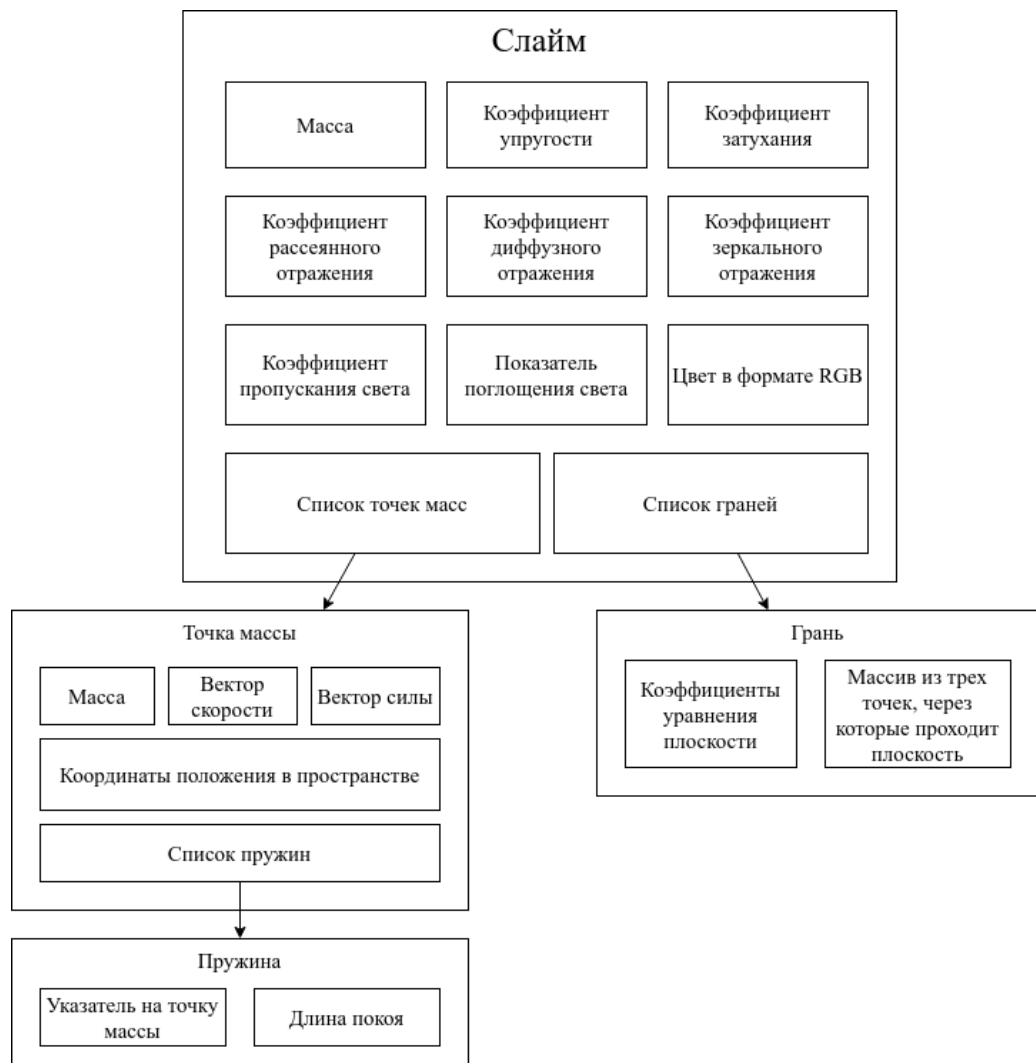 Слайм
Масса
Коэффициент
упругости
Коэффициент
затухания
Коэффициент
рассеянного
отражения
Коэффициент
диффузного
отражения
Коэффициент
зеркального
отражения
Коэффициент
пропускания света
Показатель
поглощения света
Цвет в формате RGB
Список точек масс
Список граней
Точка массы
Масса
Вектор
скорости
Вектор силы
Координаты положения в пространстве
Список пружин
Грань
Коэффициенты
уравнения
плоскости
Массив из трех
точек, через
которые проходит
плоскость
Пружина
Указатель на точку
массы
Длина покоя